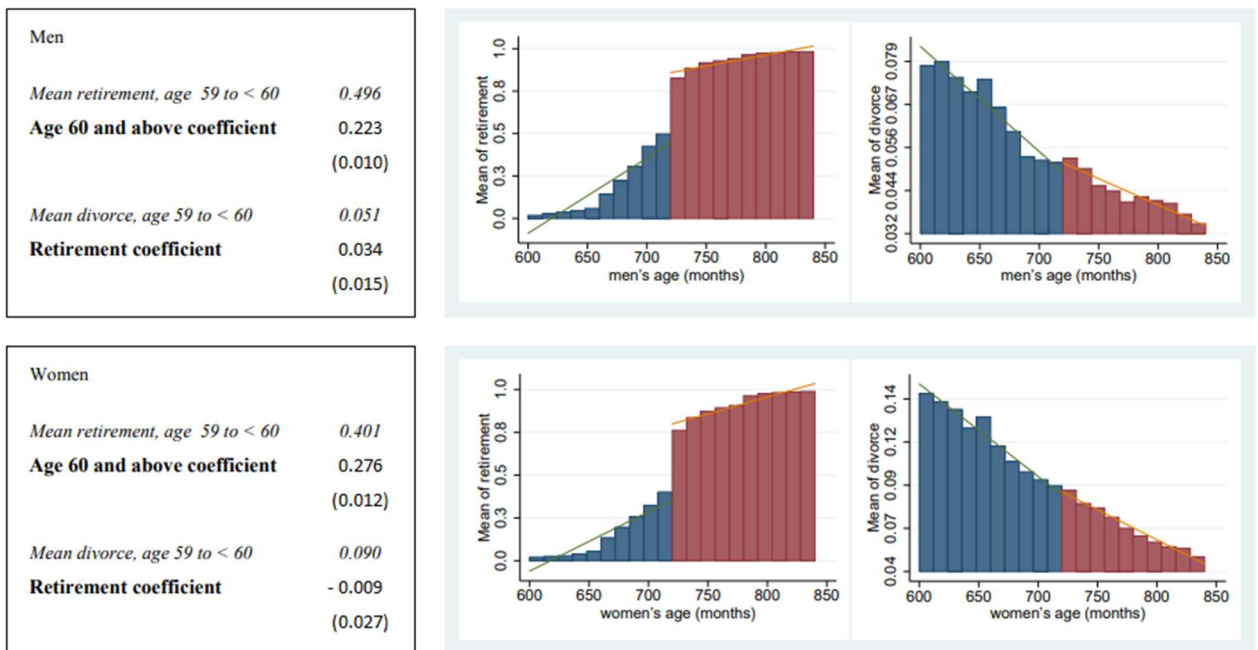 Men
Mean retirement, age 59 to < 60 0.496
Age 60 and above coefficient 0.223
(0.010)
Mean divorce, age 59 to < 60 0.051
Retirement coefficient 0.034
(0.015)
Mean of retirement
1.0
0.8
0.5
0.3
0.0
600 650 700 750 800 850
men's age (months)
Mean of divorce
0.079
0.067
0.056
0.044
0.032
600 650 700 750 800 850
men's age (months)
Women
Mean retirement, age 59 to < 60 0.401
Age 60 and above coefficient 0.276
(0.012)
Mean divorce, age 59 to < 60 0.090
Retirement coefficient - 0.009
(0.027)
Mean of retirement
1.0
0.8
0.5
0.3
0.0
600 650 700 750 800 850
women's age (months)
Mean of divorce
0.14
0.12
0.09
0.07
0.04
600 650 700 750 800 850
women's age (months)